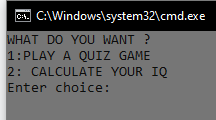 C:\Windows\system32\cmd.exe
WHAT DO YOU WANT ?
1:PLAY A QUIZ GAME
2: CALCULATE YOUR IQ
Enter choice: